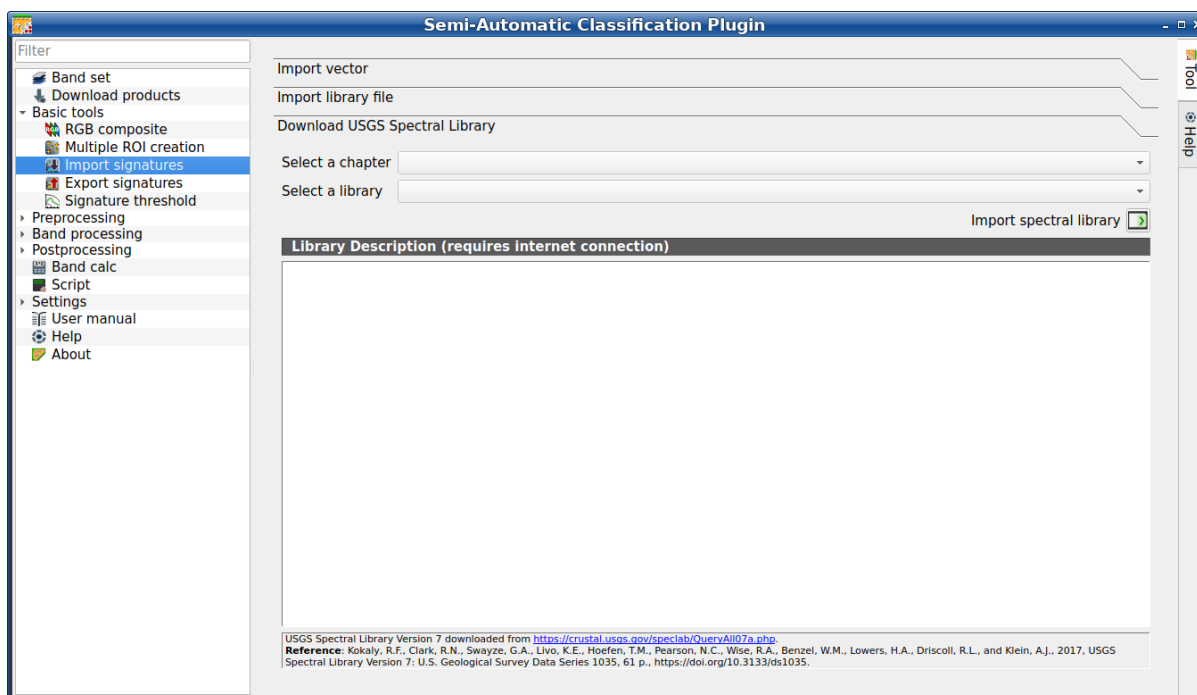 Semi-Automatic Classification Plugin
Filter
Band set
Download products
Basic tools
RGB composite
Multiple ROI creation
Import signatures
Export signatures
Signature threshold
Preprocessing
Band processing
Postprocessing
Band calc
Script
Settings
User manual
Help
About
Import vector
Import library file
Download USGS Spectral Library
Select a chapter
Select a library
Import spectral library
Library Description (requires internet connection)
USGS Spectral Library Version 7 downloaded from https://crustal.usgs.gov/speclab/QueryAll07a.php.
Reference: Kokaly, R.F., Clark, R.N., Swayze, G.A., Livo, K.E., Hoefen, T.M., Pearson, N.C., Wise, R.A., Benzel, W.M., Lowers, H.A., Driscoll, R.L., and Klein, A.J., 2017, USGS
Spectral Library Version 7: U.S. Geological Survey Data Series 1035, 61 p., https://doi.org/10.3133/ds1035.
Tool
Help